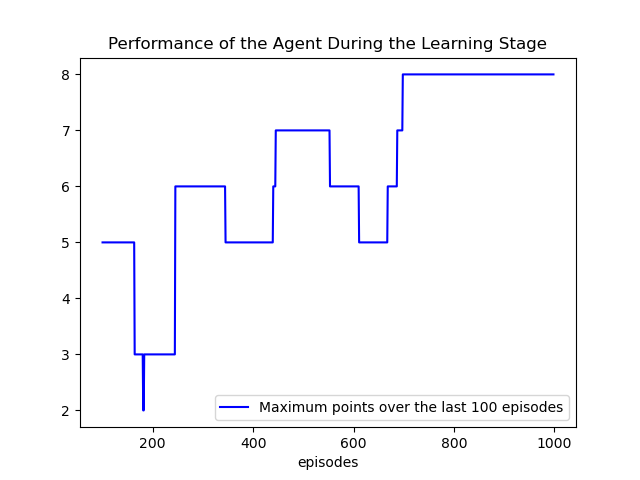 Performance of the Agent During the Learning Stage
8
7
6
5
4
3
2
Maximum points over the last 100 episodes
200 400 600 800 1000
episodes